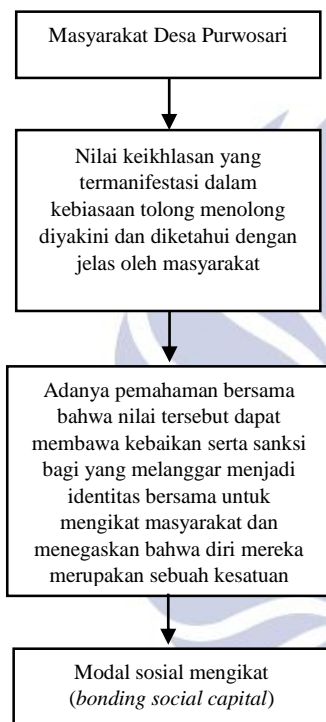 Masyarakat Desa Purwosari
Nilai keikhlasan yang
termanifestasi dalam
kebiasaan tolong menolong
diyakini dan diketahui dengan
jelas oleh masyarakat
Adanya pemahaman bersama
bahwa nilai tersebut dapat
membawa kebaikan serta sanksi
bagi yang melanggar menjadi
identitas bersama untuk
mengikat masyarakat dan
menegaskan bahwa diri mereka
merupakan sebuah kesatuan
Modal sosial mengikat
(bonding social capital)